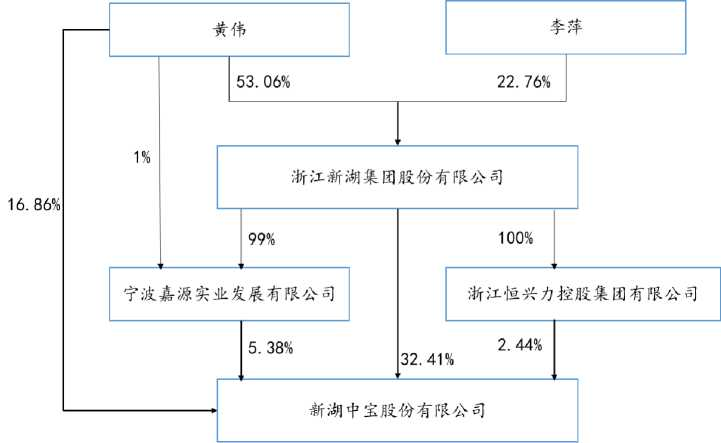 黄伟
李萍
53.06%
22.76%
1%
浙江新湖集团股份有限公司
16.86%
99%
100%
宁波嘉源实业发展有限公司
浙江恒兴力控股集团有限公司
5.38%
32.41%
2.44%
新湖中宝股份有限公司